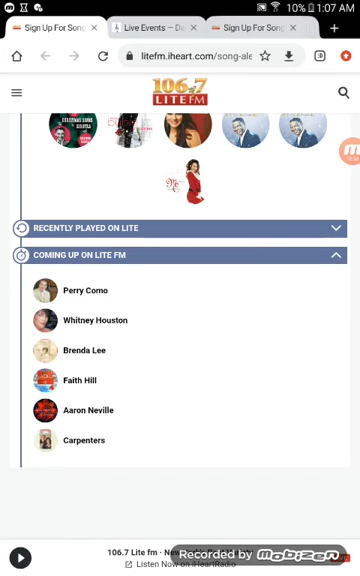 10% 1:07 AM
Sign Up For Song
Live Events — Da
Sign Up For Song
litefm.iheart.com/song-ale
106.7
LITE FM
RECENTLY PLAYED ON LITE
COMING UP ON LITE FM
Perry Como
Whitney Houston
Brenda Lee
Faith Hill
Aaron Neville
Carpenters
106.7 Lite fm · New
Recorded by mobizen
Listen Now on iHeartRadio